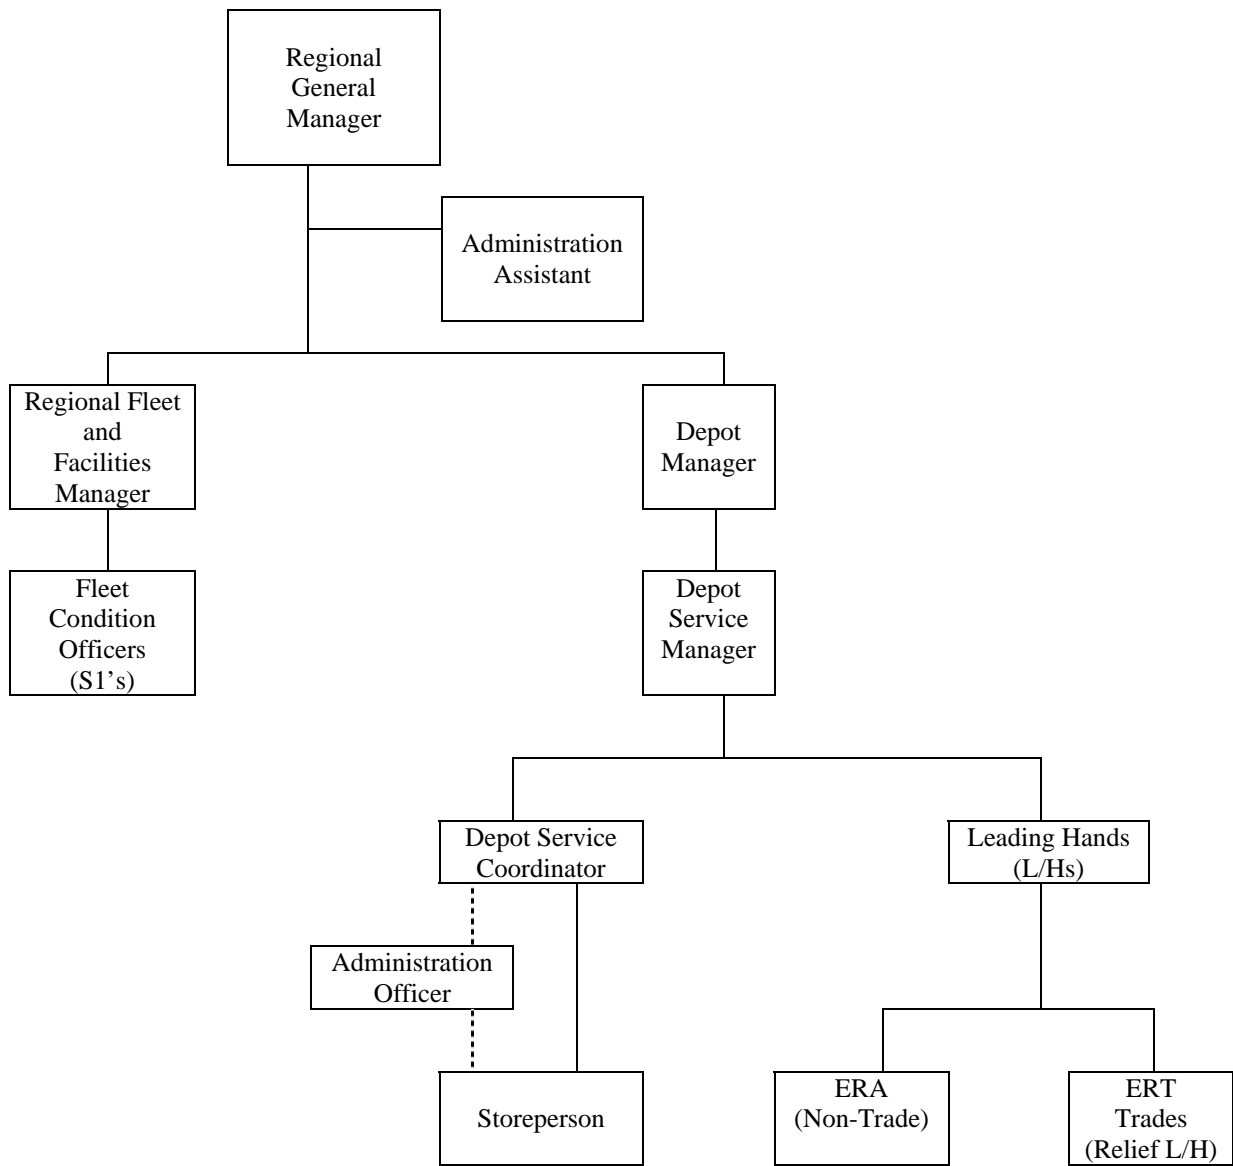 Regional
General
Manager
Administration
Assistant
Regional Fleet
and
Facilities
Manager
Depot
Manager
Fleet
Condition
Officers
(S1’s)
Depot
Service
Manager
Depot Service
Coordinator
Leading Hands
(L/Hs)
Administration
Officer
Storeperson
ERA
(Non-Trade)
ERT
Trades
(Relief L/H)